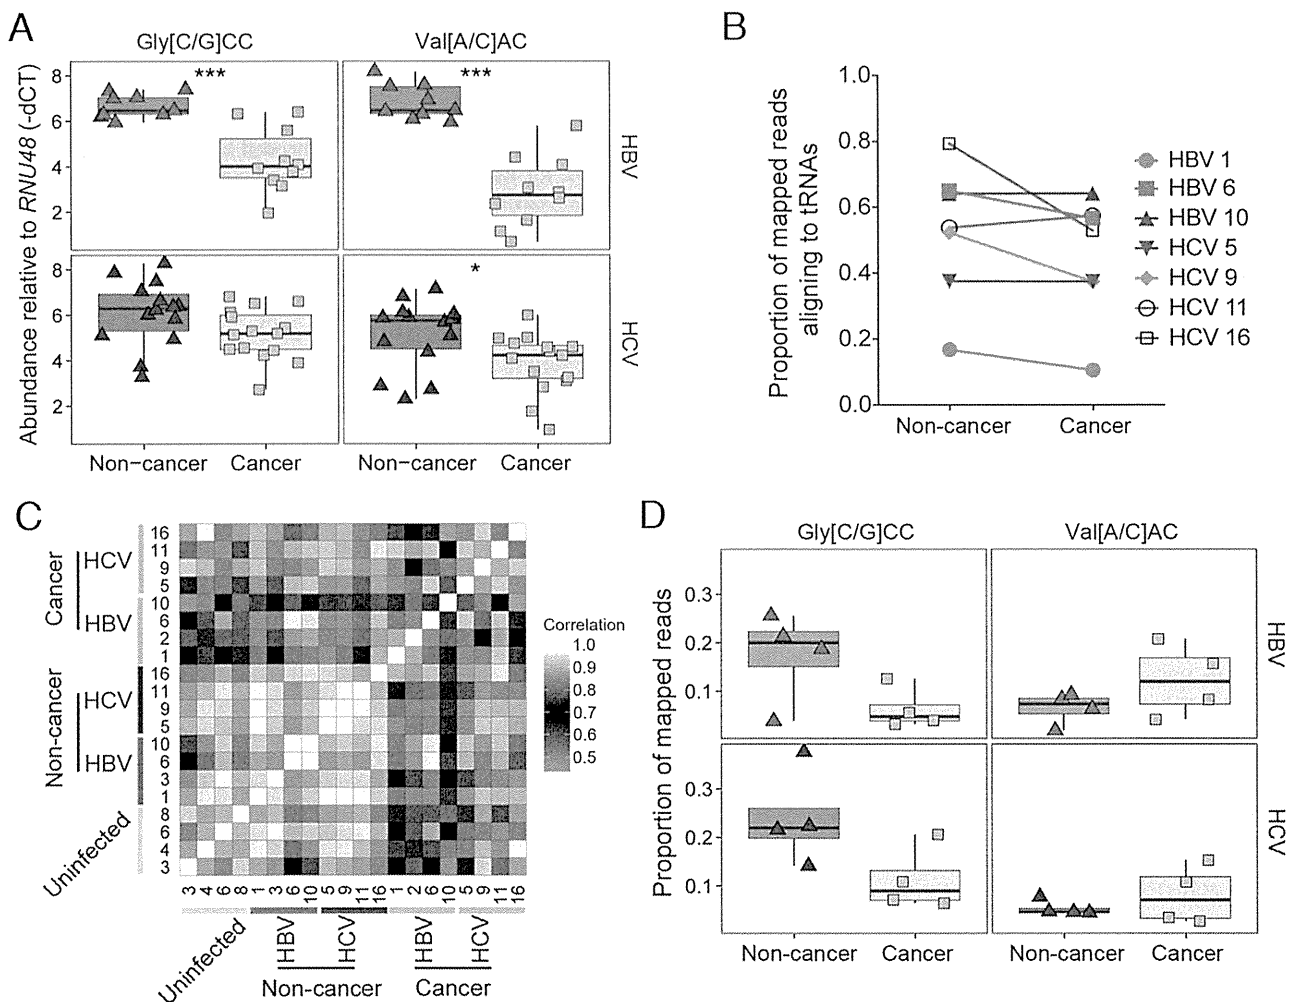 A
Gly[C/G]CC
Val[A/C]AC
Abundance relative to RNU48 (-dCT)
8
6
4
2
***
***
HBV
8
6
4
2
*
HCV
Non−cancer
Cancer
Non−cancer
Cancer
B
Proportion of mapped reads
aligning to tRNAs
1.0
0.8
0.6
0.4
0.2
0.0
Non-cancer
Cancer
HBV 1
HBV 6
HBV 10
HCV 5
HCV 9
HCV 11
HCV 16
C
Cancer
HCV
16
11
9
5
HBV
10
6
2
1
Non-cancer
HCV
16
11
9
5
HBV
10
6
3
1
Uninfected
8
6
4
3
3 4 6 8 1 3 6 10 5 9 11 16 1 2 6 10 5 9 11 16
Uninfected
HBV
HCV
Non-cancer
HBV
HCV
Cancer
Correlation
1.0
0.9
0.8
0.7
0.6
0.5
D
Gly[C/G]CC
Val[A/C]AC
Proportion of mapped reads
0.3
0.2
0.1
HBV
0.3
0.2
0.1
HCV
Non-cancer
Cancer
Non-cancer
Cancer